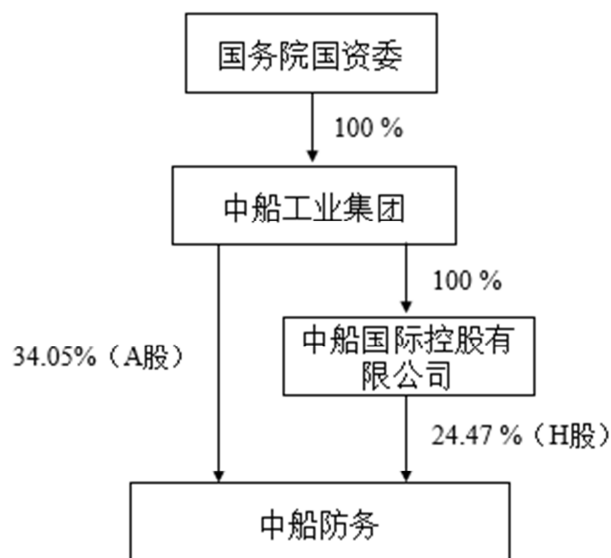 国务院国资委
100 %
中船工业集团
100 %
34.05%（A股）
中船国际控股有
限公司
24.47 %（H股）
中船防务